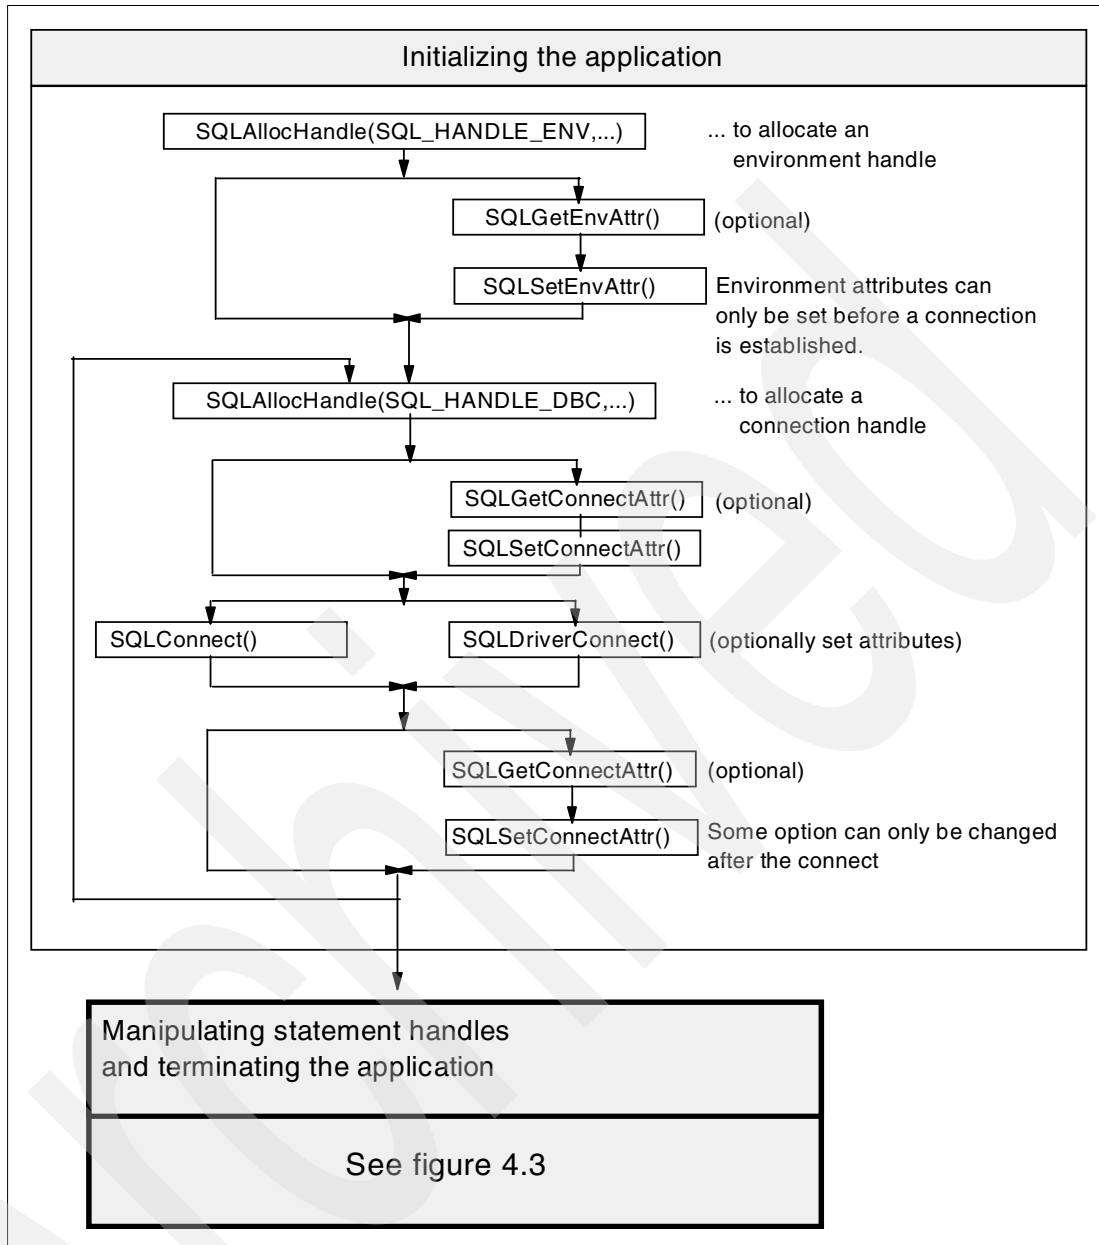 Initializing the application
SQLAllocHandle(SQL_HANDLE_ENV,...)
... to allocate an
environment handle
SQLGetEnvAttr()
(optional)
SQLSetEnvAttr()
Environment attributes can
only be set before a connection
is established.
SQLAllocHandle(SQL_HANDLE_DBC,...)
... to allocate a
connection handle
SQLGetConnectAttr()
(optional)
SQLSetConnectAttr()
SQLConnect()
SQLDriverConnect()
(optionally set attributes)
SQLGetConnectAttr()
(optional)
SQLSetConnectAttr()
Some option can only be changed
after the connect
Manipulating statement handles
and terminating the application
See figure 4.3
rchived